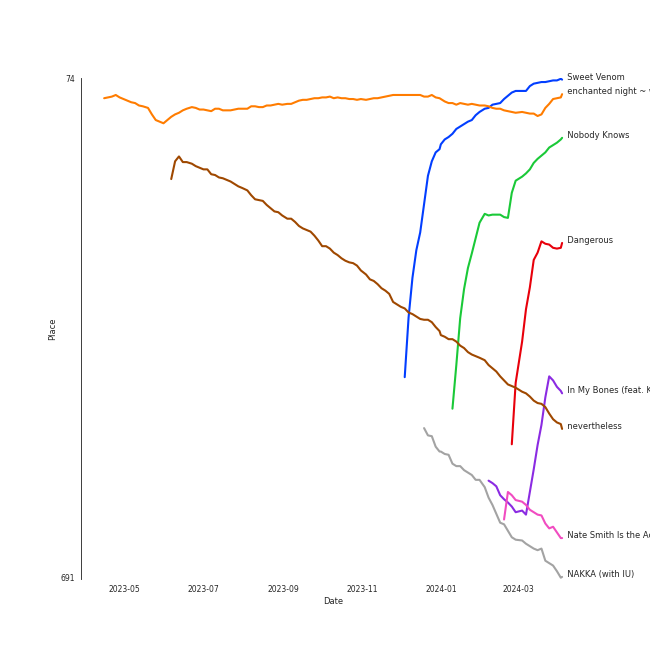 74
Sweet Venom
enchanted night ~
Nobody Knows
Dangerous
Place
In My Bones (feat.
nevertheless
Nate Smith Is the
NAKKA (with IU)
691
2023-05 2023-07 2023-09 2023-11 2024-01 2024-03
Date